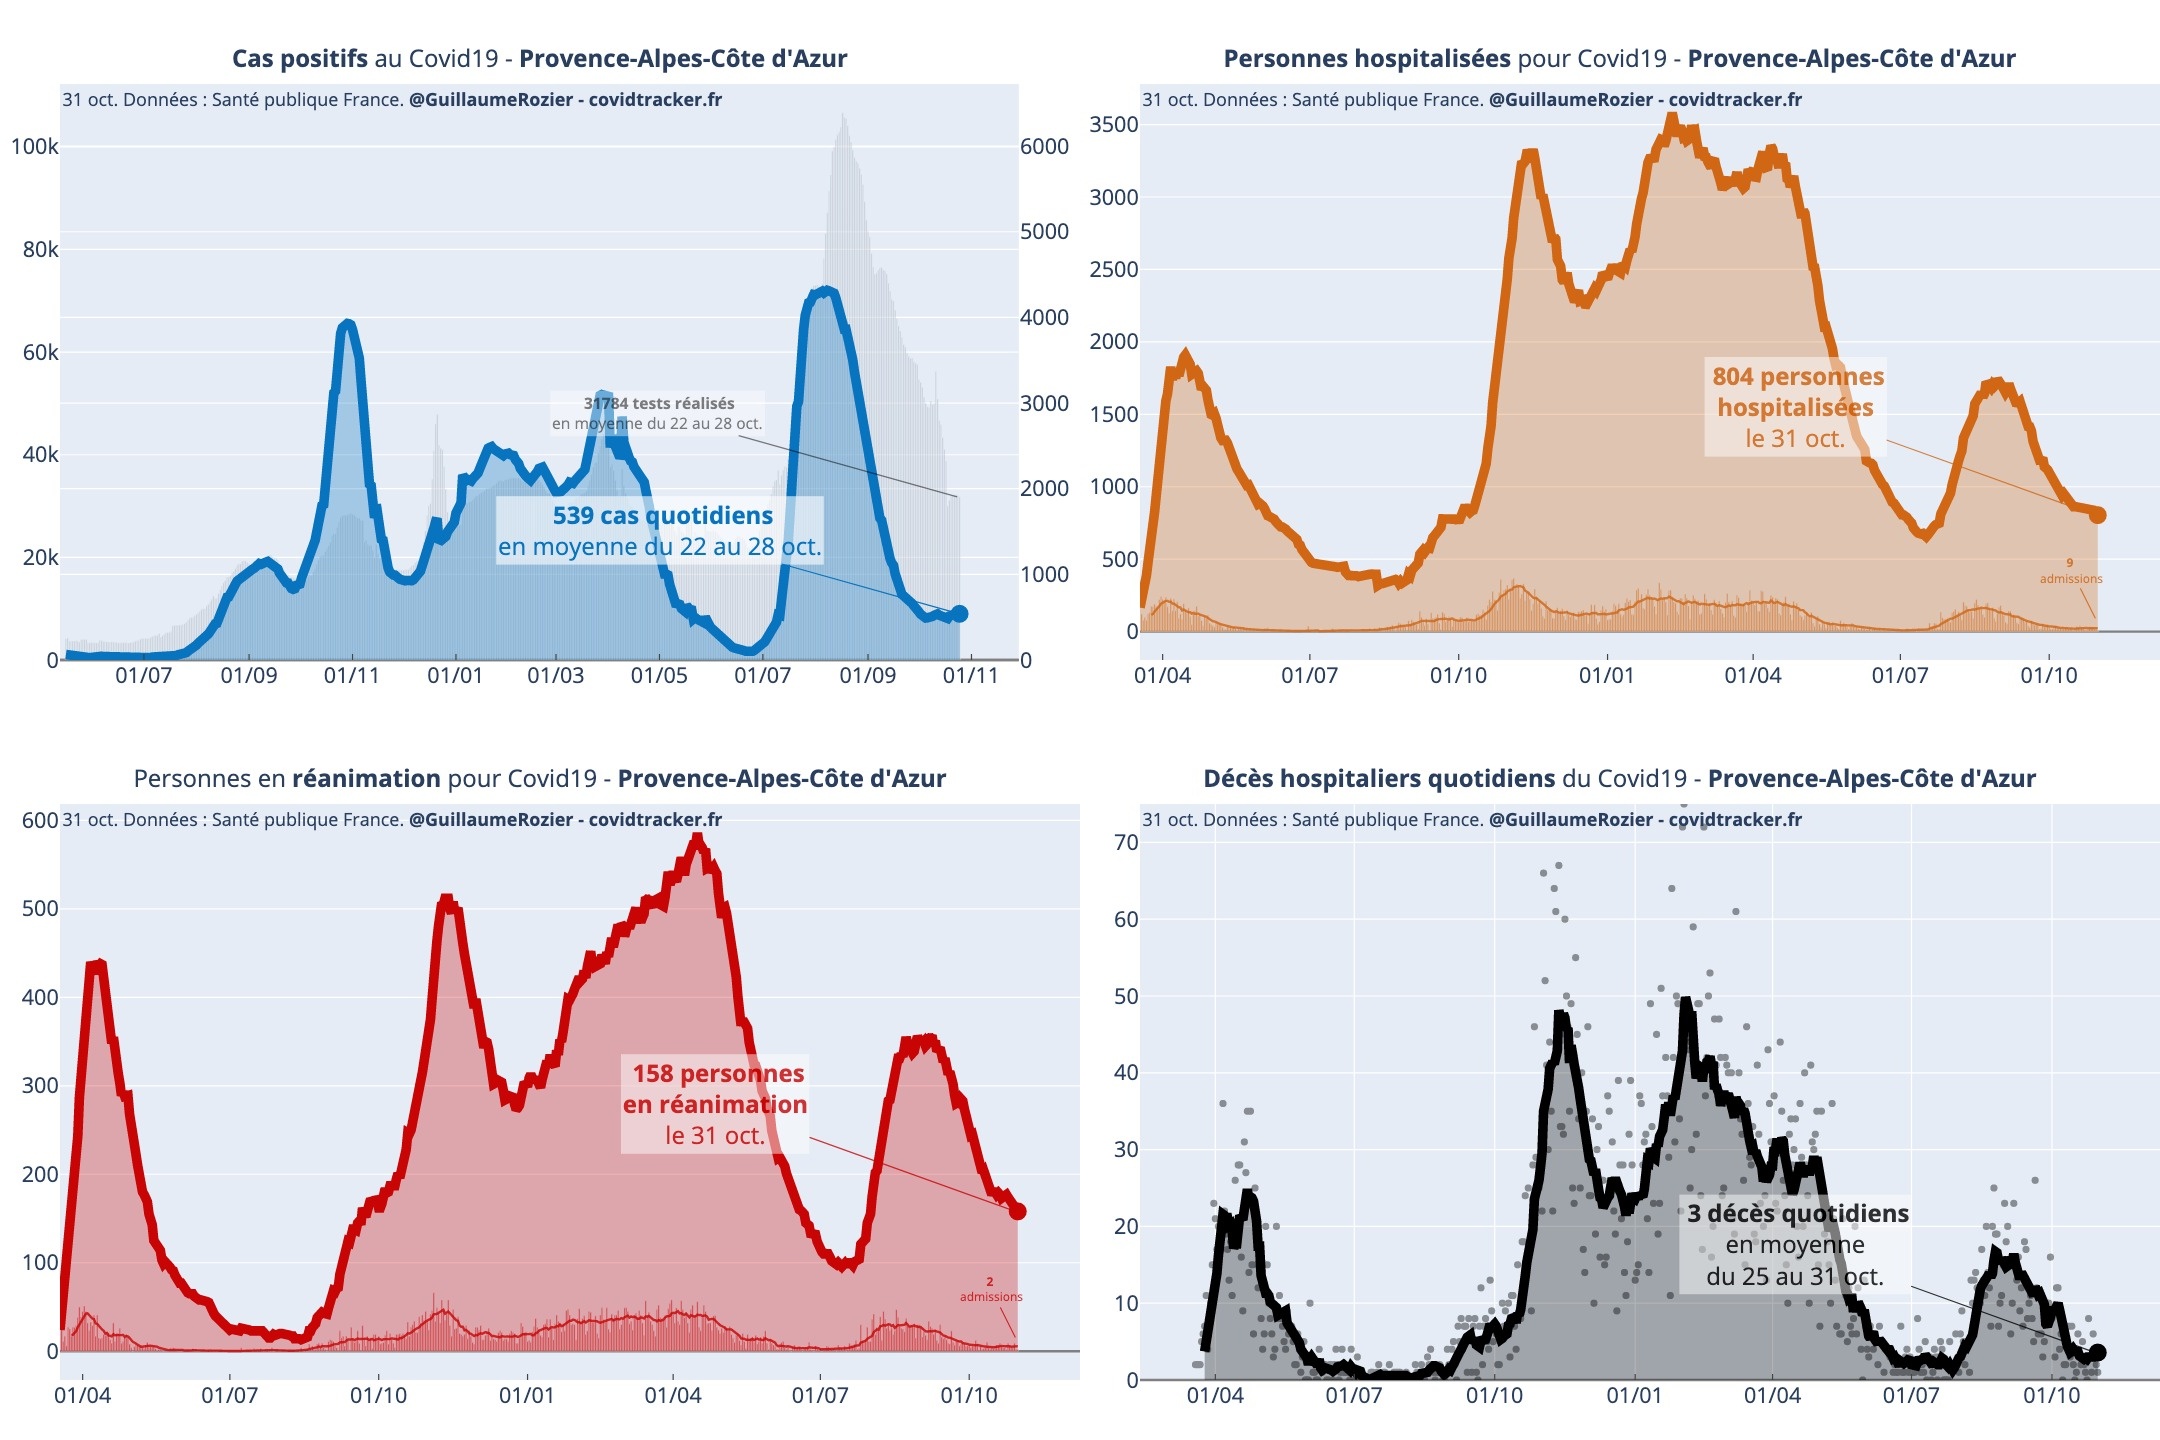 Cas positifs au Covid19 - Provence-Alpes-Côte d'Azur
31 oct. Données : Santé publique France. @GuillaumeRozier - covidtracker.fr
100k
80k
60k
40k
20k
0
6000
5000
4000
3000
2000
1000
0
31784 tests réalisés
en moyenne du 22 au 28 oct.
539 cas quotidiens
en moyenne du 22 au 28 oct.
01/07 01/09 01/11 01/01 01/03 01/05 01/07 01/09 01/11
Personnes hospitalisées pour Covid19 - Provence-Alpes-Côte d'Azur
31 oct. Données : Santé publique France. @GuillaumeRozier - covidtracker.fr
3500
3000
2500
2000
1500
1000
500
0
804 personnes
hospitalisées
le 31 oct.
9
admissions
01/04 01/07 01/10 01/01 01/04 01/07 01/10
Personnes en réanimation pour Covid19 - Provence-Alpes-Côte d'Azur
31 oct. Données : Santé publique France. @GuillaumeRozier - covidtracker.fr
600
500
400
300
200
100
0
158 personnes
en réanimation
le 31 oct.
2
admissions
01/04 01/07 01/10 01/01 01/04 01/07 01/10
Décès hospitaliers quotidiens du Covid19 - Provence-Alpes-Côte d'Azur
31 oct. Données : Santé publique France. @GuillaumeRozier - covidtracker.fr
70
60
50
40
30
20
10
0
3 décès quotidiens
en moyenne
du 25 au 31 oct.
01/04 01/07 01/10 01/01 01/04 01/07 01/10